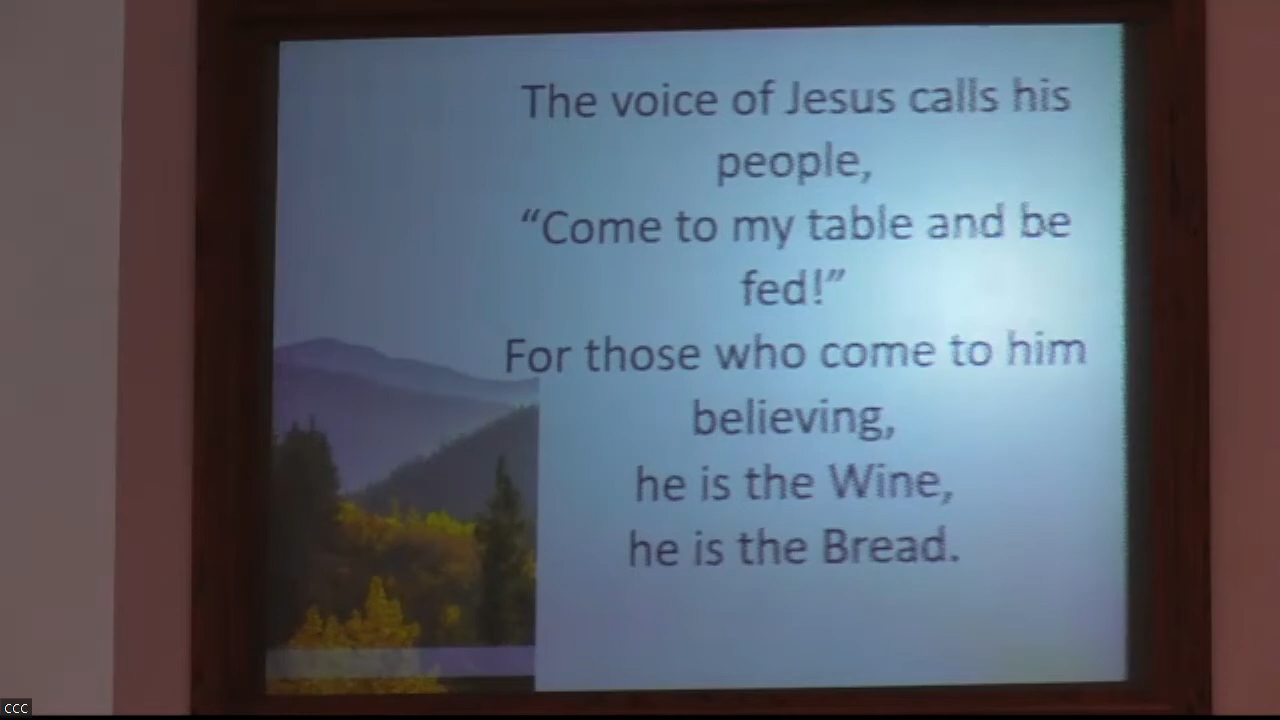 The voice of Jesus calls his
people,
“Come to my table and be
fed!”
For those who come to him
believing,
he is the Wine,
he is the Bread.
ccc